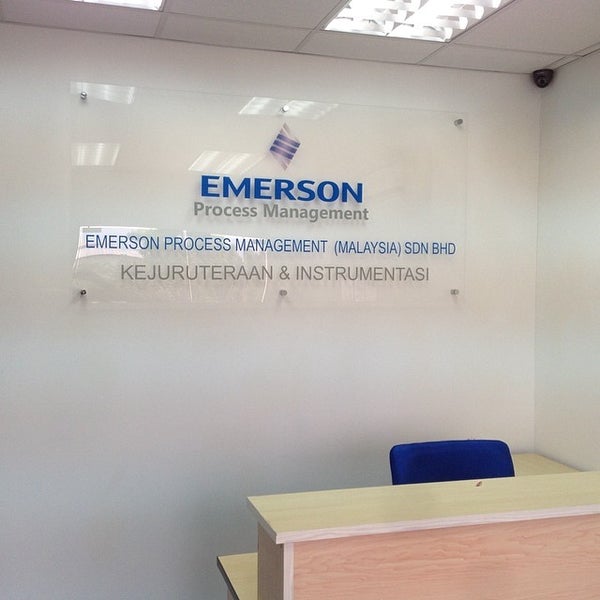 EMERSON
Process Management
EMERSON PROCESS MANAGEMENT (MALAYSIA) SDN BHD
KEJURUTERAAN & INSTRUMENTASI